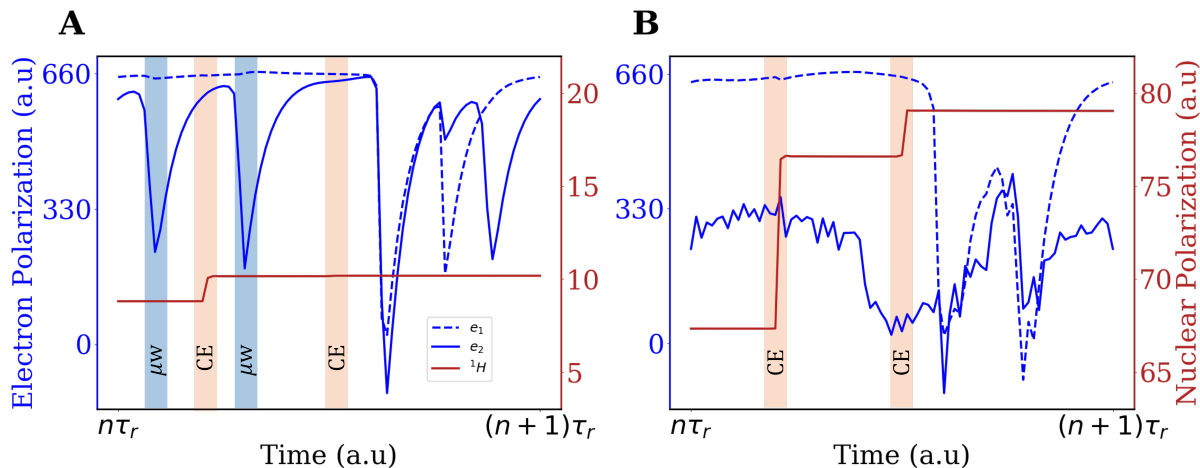 A
B
Electron Polarization (a.u)
660
330
0
20
15
10
5
μw
CE
μw
CE
e₁
e₂
¹H
nτᵣ
(n + 1)τᵣ
Time (a.u)
660
330
0
80
75
70
65
Nuclear Polarization (a.u)
CE
CE
nτᵣ
(n + 1)τᵣ
Time (a.u)